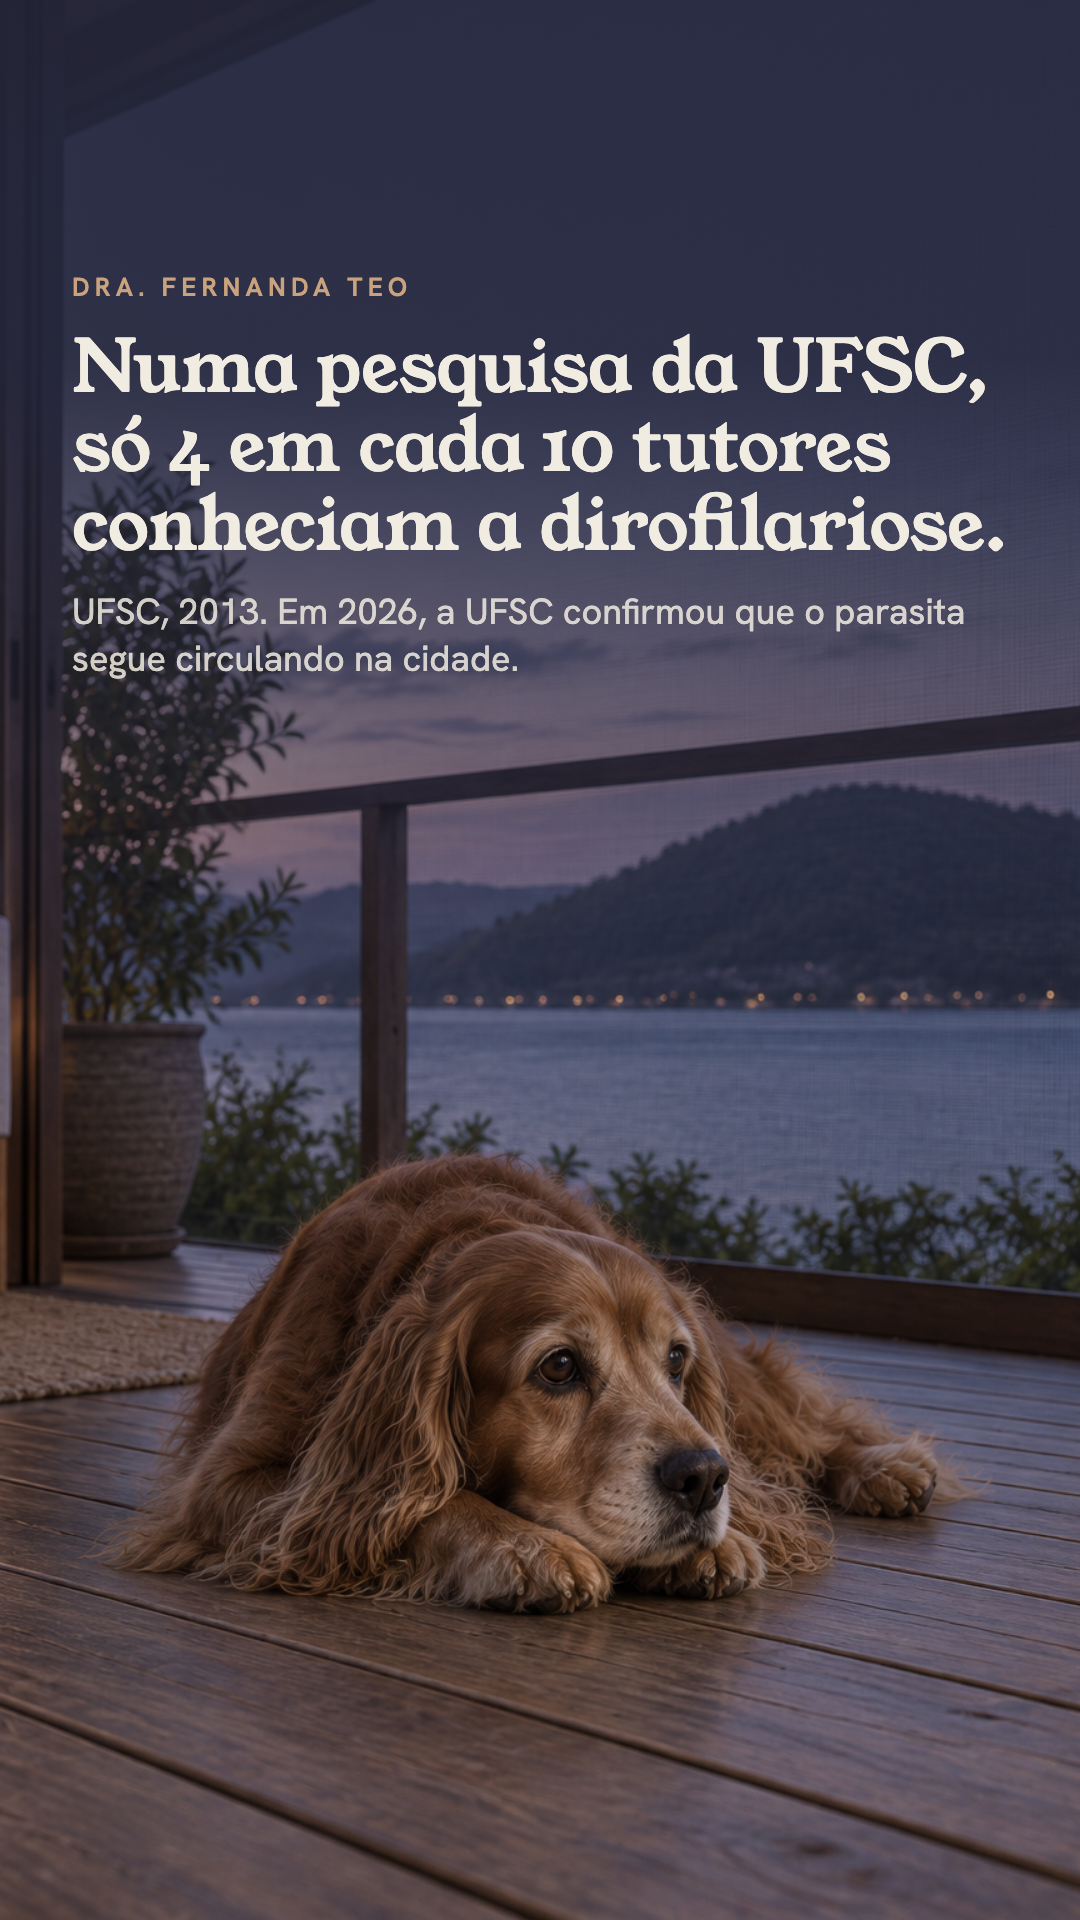 DRA. FERNANDA TEO
Numa pesquisa da UFSC,
só 4 em cada 10 tutores
conheciam a dirofilariose.
UFSC, 2013. Em 2026, a UFSC confirmou que o parasita
segue circulando na cidade.